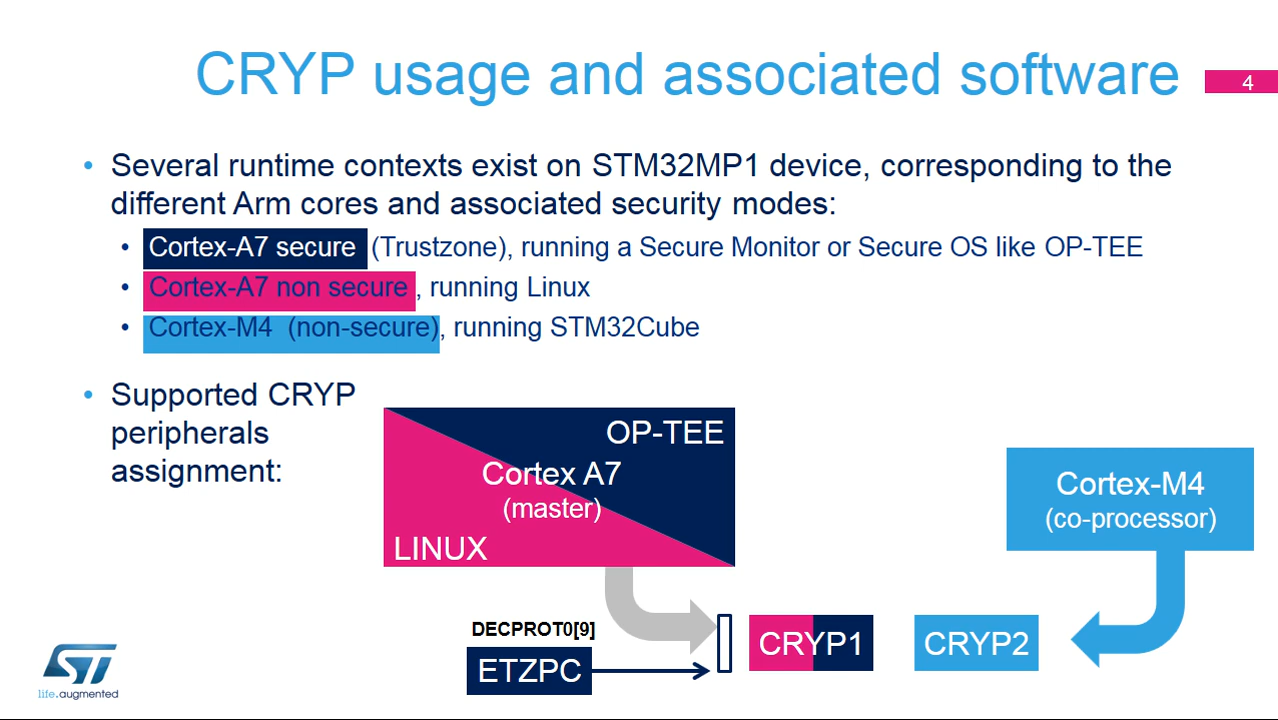 CRYP usage and associated software
4
• Several runtime contexts exist on STM32MP1 device, corresponding to the
different Arm cores and associated security modes:
• Cortex-A7 secure (Trustzone), running a Secure Monitor or Secure OS like OP-TEE
• Cortex-A7 non secure , running Linux
• Cortex-M4 (non-secure), running STM32Cube
• Supported CRYP
peripherals
assignment:
OP-TEE
Cortex A7
(master)
LINUX
Cortex-M4
(co-processor)
DECPROT0[9]
ETZPC
CRYP1
CRYP2
ST
life.augmented